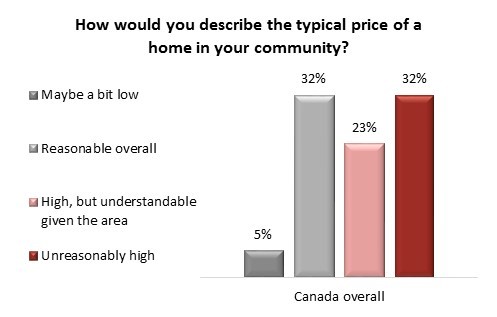 How would you describe the typical price of a
home in your community?
Maybe a bit low
Reasonable overall
High, but understandable
given the area
Unreasonably high
5%
32%
23%
32%
Canada overall